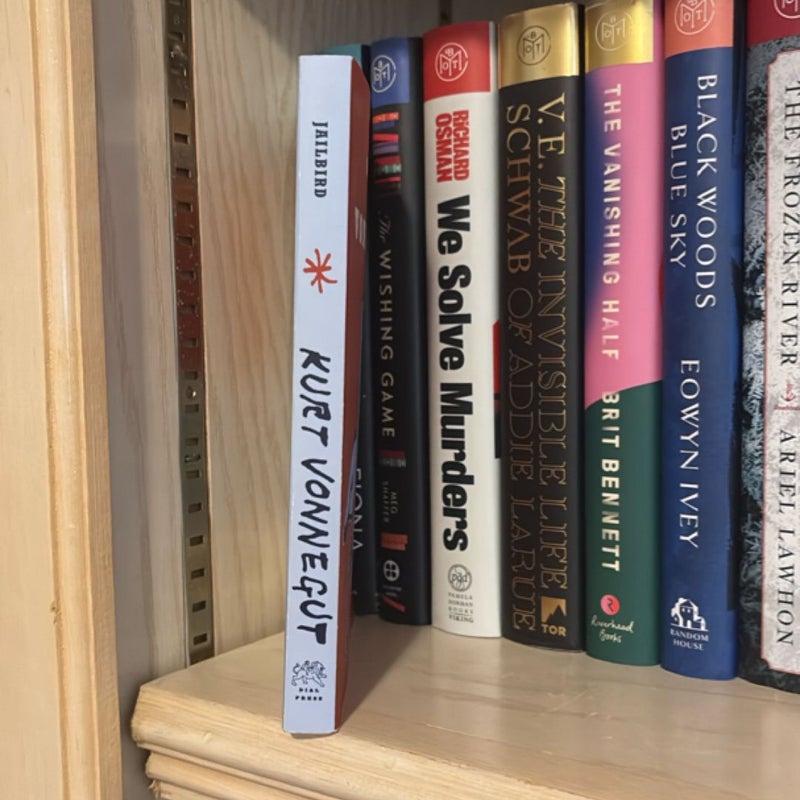 JAILBIRD
KURT VONNEGUT
DIAL
PRESS
FIONA
The WISHING GAME
MEG
SHAFFER
RICHARD
OSMAN
We Solve Murders
PAMELA
DORMAN
BOOKS
VIKING
V. E.
SCHWAB
THE INVISIBLE LIFE
OF ADDIE LARUE
TOR
THE VANISHING HALF
BRIT BENNETT
Riverhead
Books
BLACK WOODS
BLUE SKY
EOWYN IVEY
RANDOM
HOUSE
THE FROZEN RIVER
ARIEL LAWHON